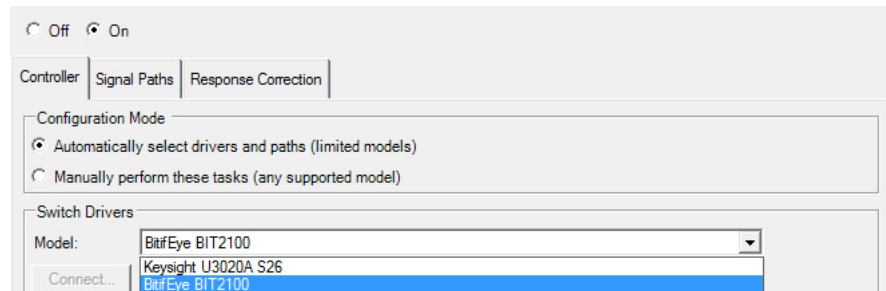 Off On
Controller Signal Paths Response Correction
Configuration Mode
Automatically select drivers and paths (limited models)
Manually perform these tasks (any supported model)
Switch Drivers
Model: BitifEye BIT2100
Keysight U3020A S26
Connect... BitifEye BIT2100